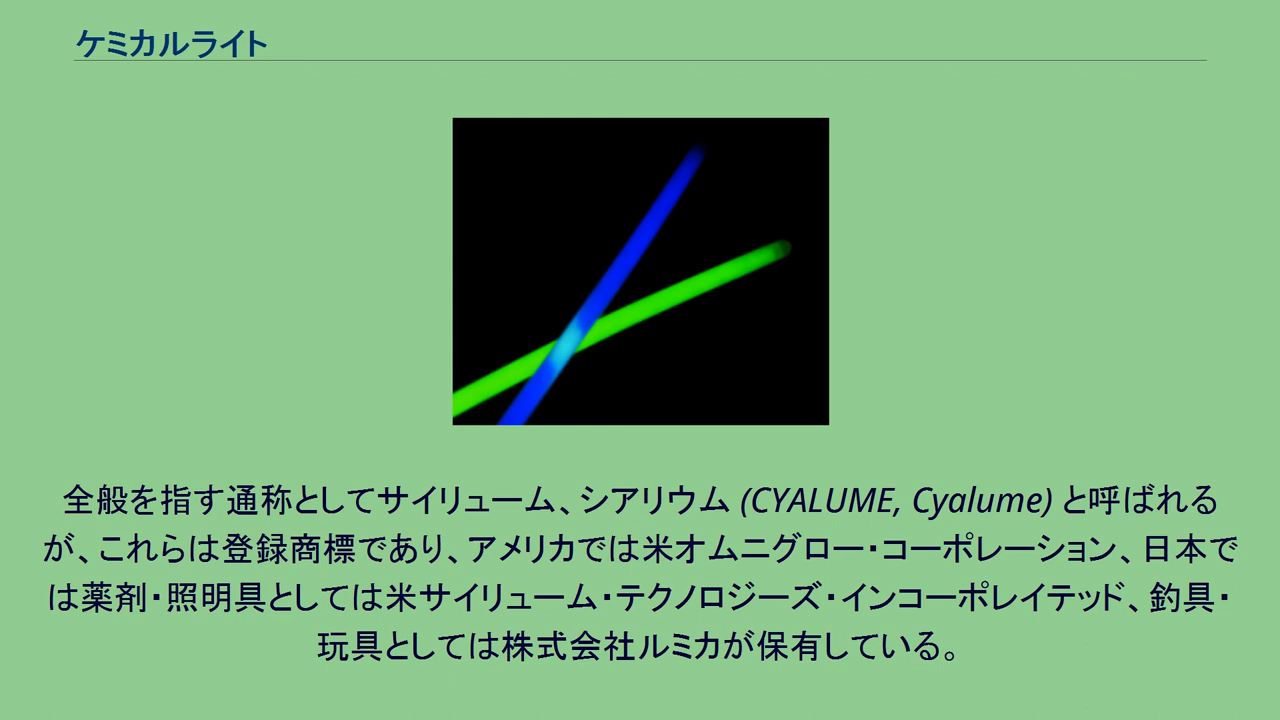 ケミカルライト
全般を指す通称としてサイリューム、シアリウム (CYALUME, Cyalume) と呼ばれる
が、これらは登録商標であり、アメリカでは米オムニグロー・コーポレーション、日本で
は薬剤・照明具としては米サイリューム・テクノロジーズ・インコーポレイテッド、釣具・
玩具としては株式会社ルミカが保有している。